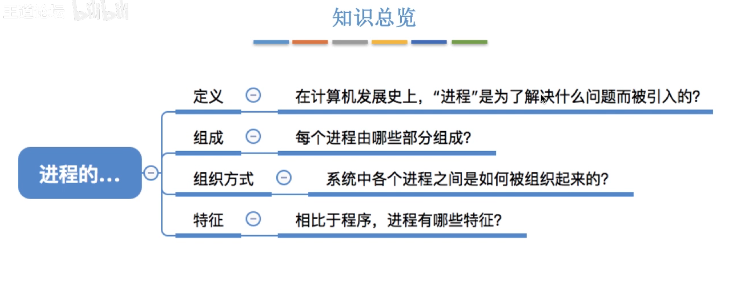 知识总览
定义
在计算机发展史上，“进程”是为了解决什么问题而被引入的？
组成
每个进程由哪些部分组成？
进程的...
组织方式
系统中各个进程之间是如何被组织起来的？
特征
相比于程序，进程有哪些特征？